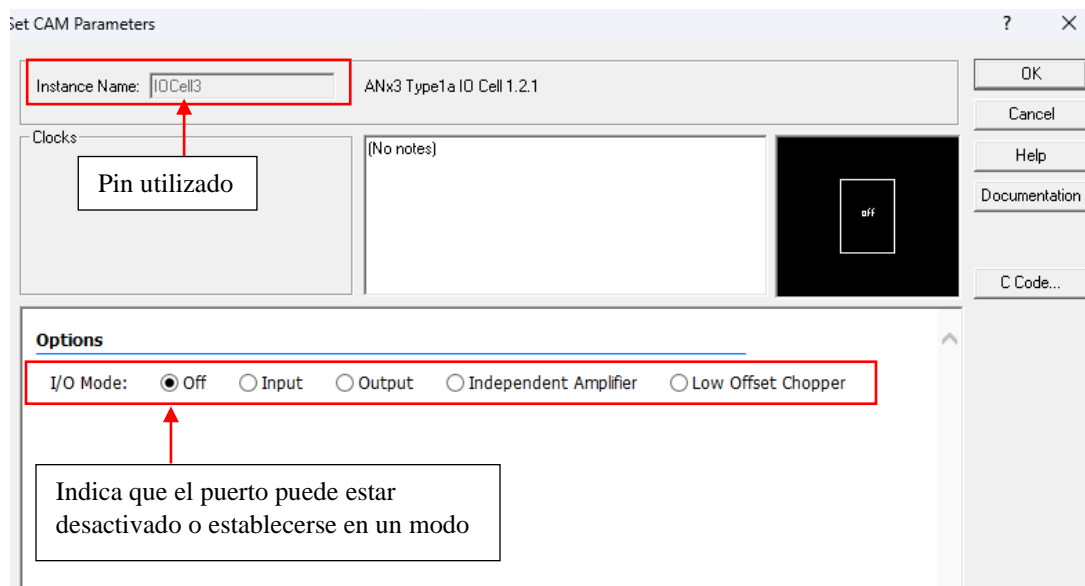 Set CAM Parameters ? X
Instance Name: IOCell3 ANx3 Type1a IO Cell 1.2.1 OK
Cancel
Clocks (No notes) Help
Pin utilizado Documentation
off
C Code...
Options
I/O Mode: Off Input Output Independent Amplifier Low Offset Chopper
Indica que el puerto puede estar
desactivado o establecerse en un modo